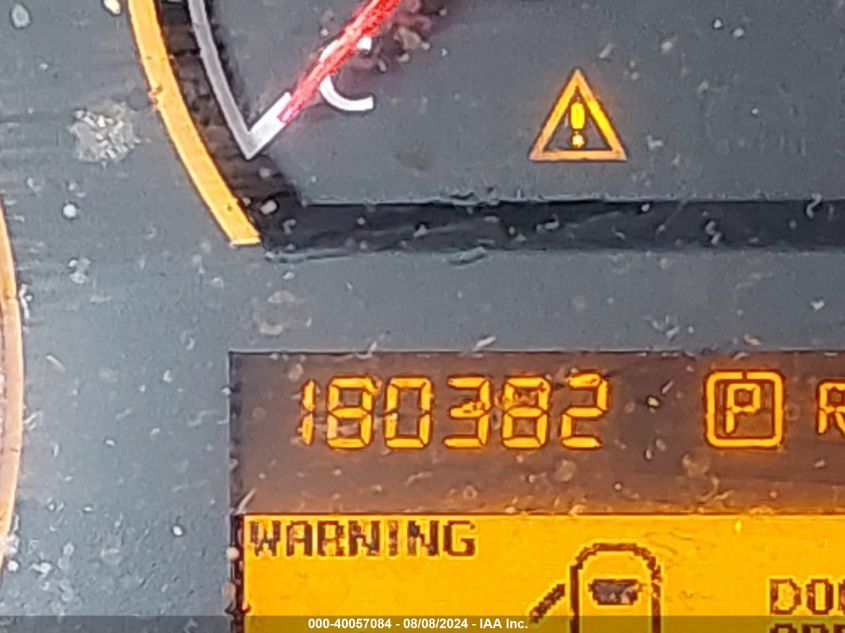 C
180382 P R
WARNING
000-40057084 - 08/08/2024 - IAA Inc.